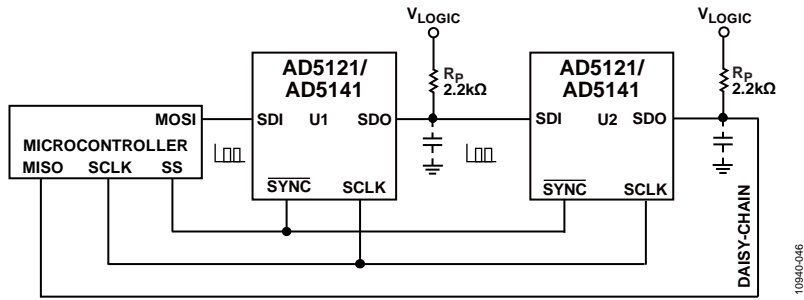 VLOGIC
VLOGIC
AD5121/
AD5141
RP
2.2kΩ
AD5121/
AD5141
RP
2.2kΩ
MOSI
SDI U1 SDO
SDI U2 SDO
MICROCONTROLLER
MISO SCLK SS
SYNC SCLK
SYNC SCLK
DAISY-CHAIN
10940-046